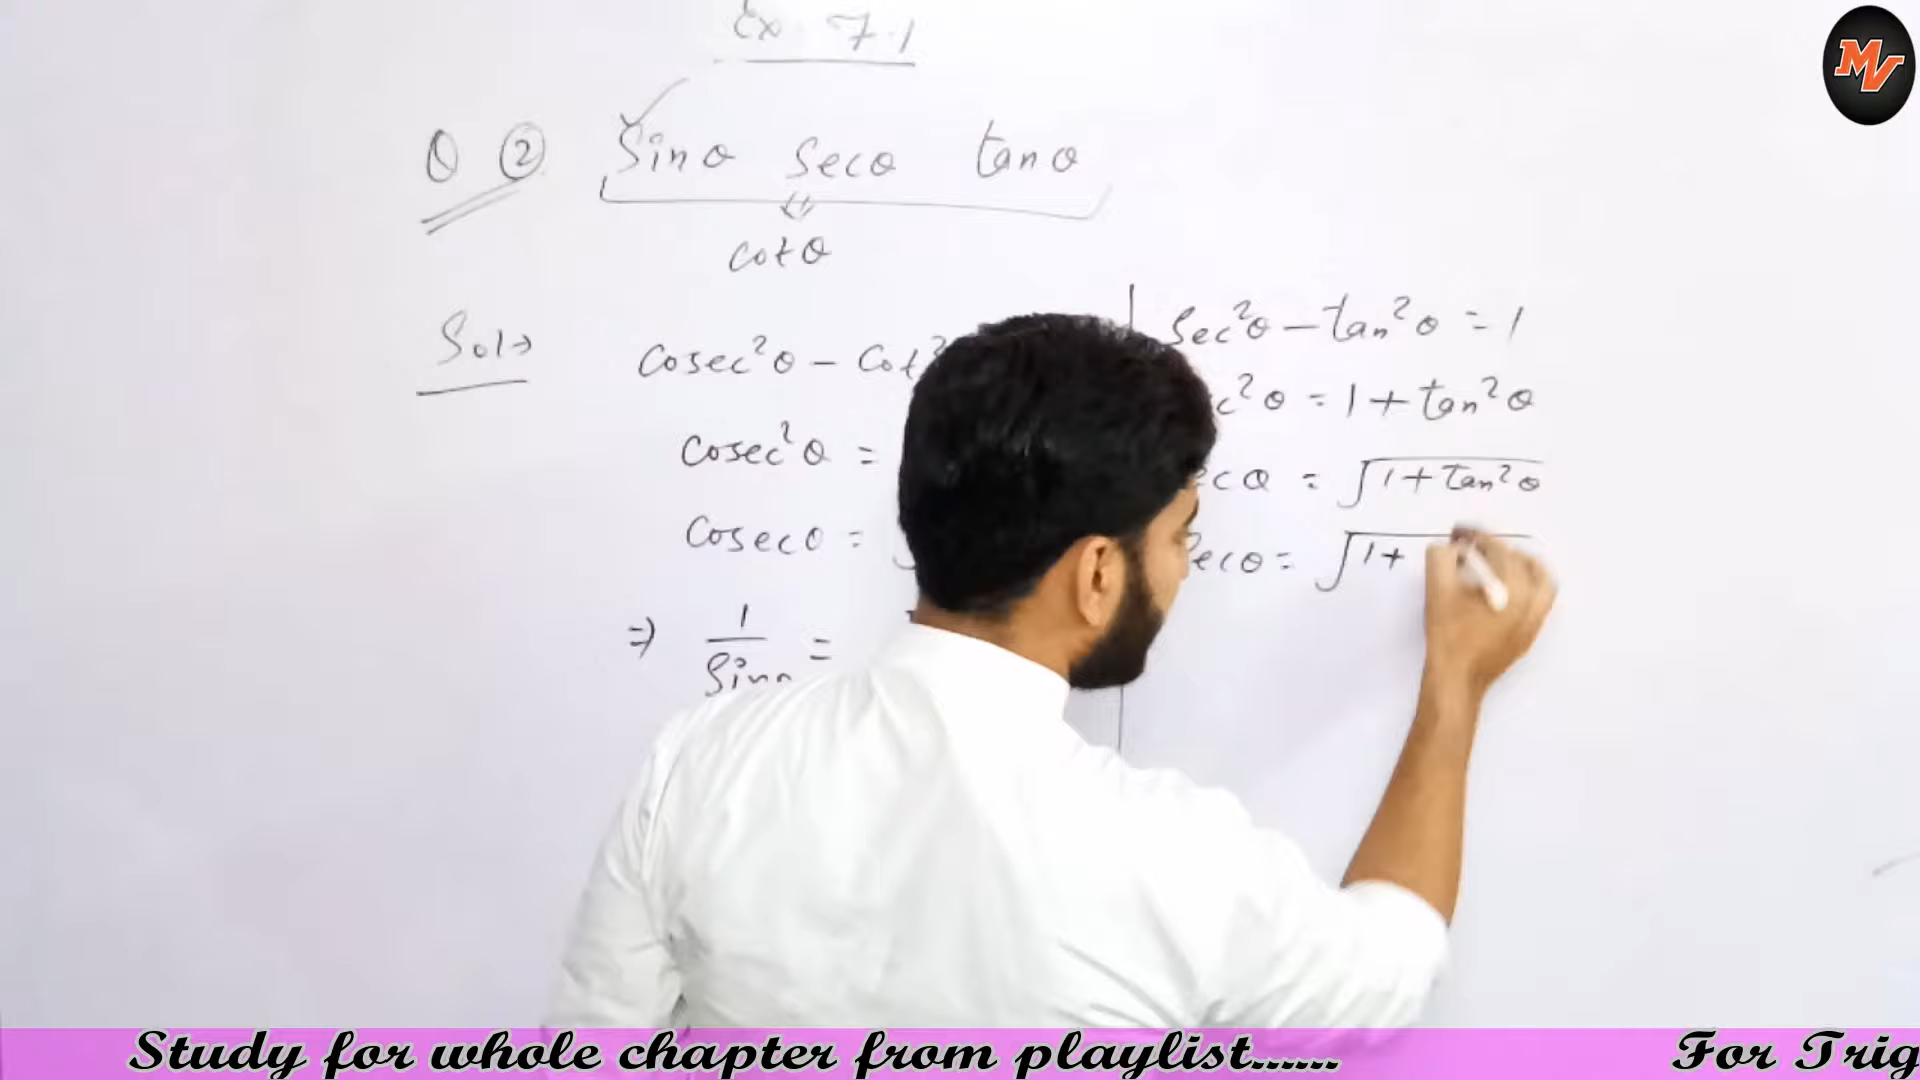 Ex. 7.1
Q ② Sinθ Secθ tanθ
cotθ
Sol→
Cosec²θ - Cot²
Cosec²θ =
Cosecθ =
⇒ 1/Sinθ =
Sec²θ - tan²θ = 1
c²θ = 1 + tan²θ
ecθ = √1 + tan²θ
Secθ = √1 +
MV
Study for whole chapter from playlist......
For Trig